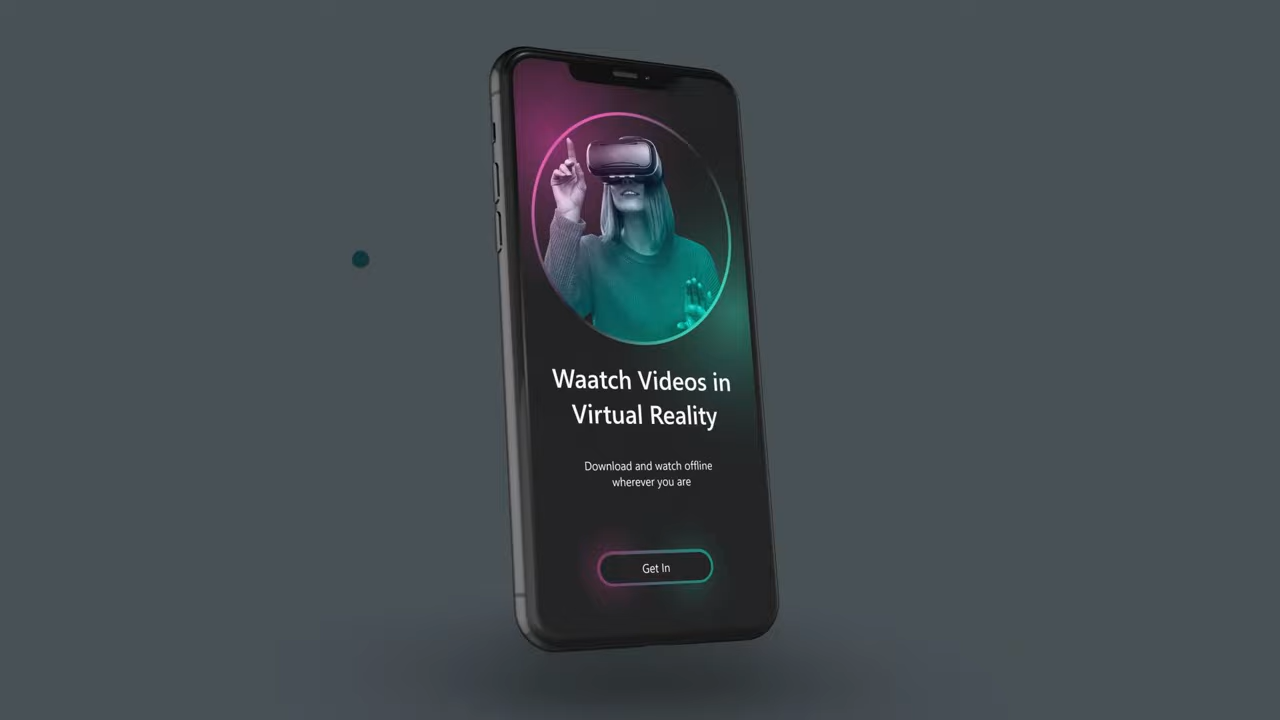 Waatch Videos in
Virtual Reality
Download and watch offline
wherever you are
Get In